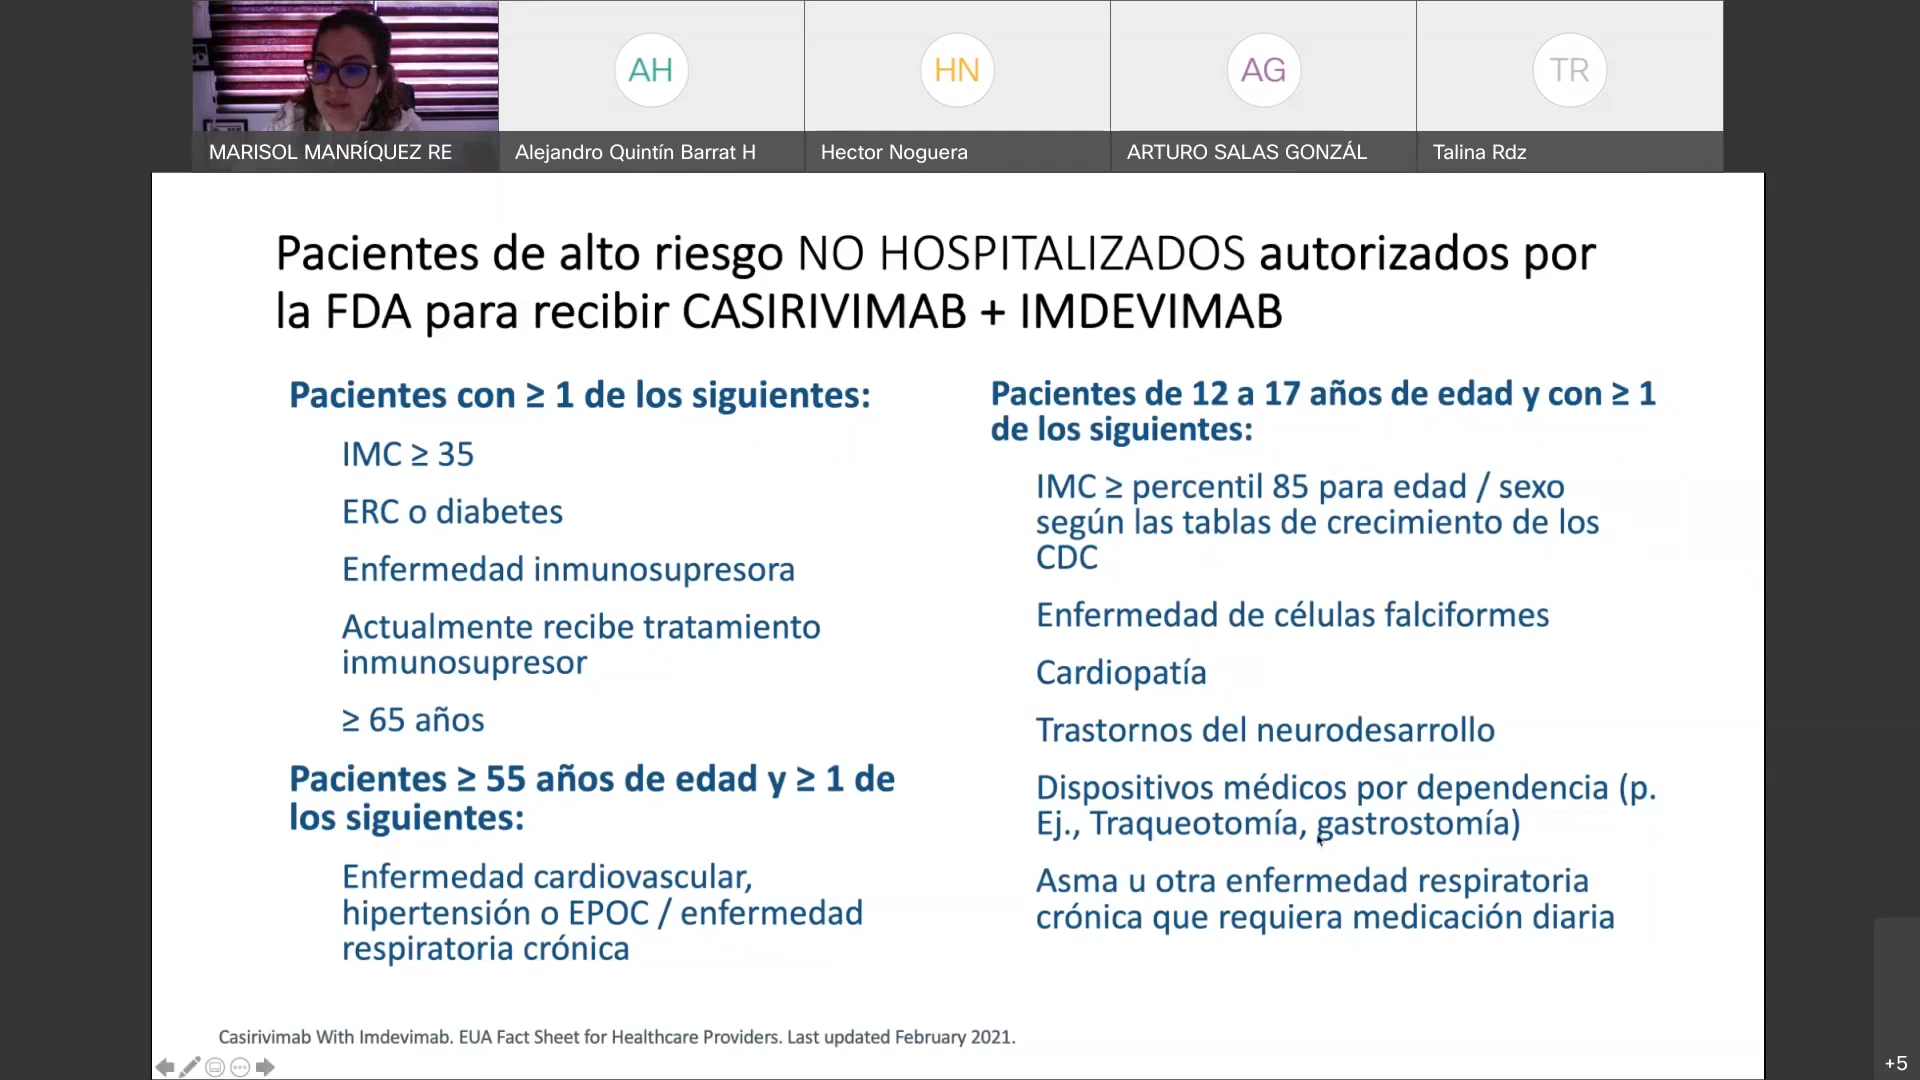 AH
HN
AG
TR
MARISOL MANRÍQUEZ RE
Alejandro Quintín Barrat H
Hector Noguera
ARTURO SALAS GONZÁL
Talina Rdz
Pacientes de alto riesgo NO HOSPITALIZADOS autorizados por
la FDA para recibir CASIRIVIMAB + IMDEVIMAB
Pacientes con ≥ 1 de los siguientes:
IMC ≥ 35
ERC o diabetes
Enfermedad inmunosupresora
Actualmente recibe tratamiento
inmunosupresor
≥ 65 años
Pacientes ≥ 55 años de edad y ≥ 1 de
los siguientes:
Enfermedad cardiovascular,
hipertensión o EPOC / enfermedad
respiratoria crónica
Pacientes de 12 a 17 años de edad y con ≥ 1
de los siguientes:
IMC ≥ percentil 85 para edad / sexo
según las tablas de crecimiento de los
CDC
Enfermedad de células falciformes
Cardiopatía
Trastornos del neurodesarrollo
Dispositivos médicos por dependencia (p.
Ej., Traqueotomía, gastrostomía)
Asma u otra enfermedad respiratoria
crónica que requiera medicación diaria
Casirivimab With Imdevimab. EUA Fact Sheet for Healthcare Providers. Last updated February 2021.
+5